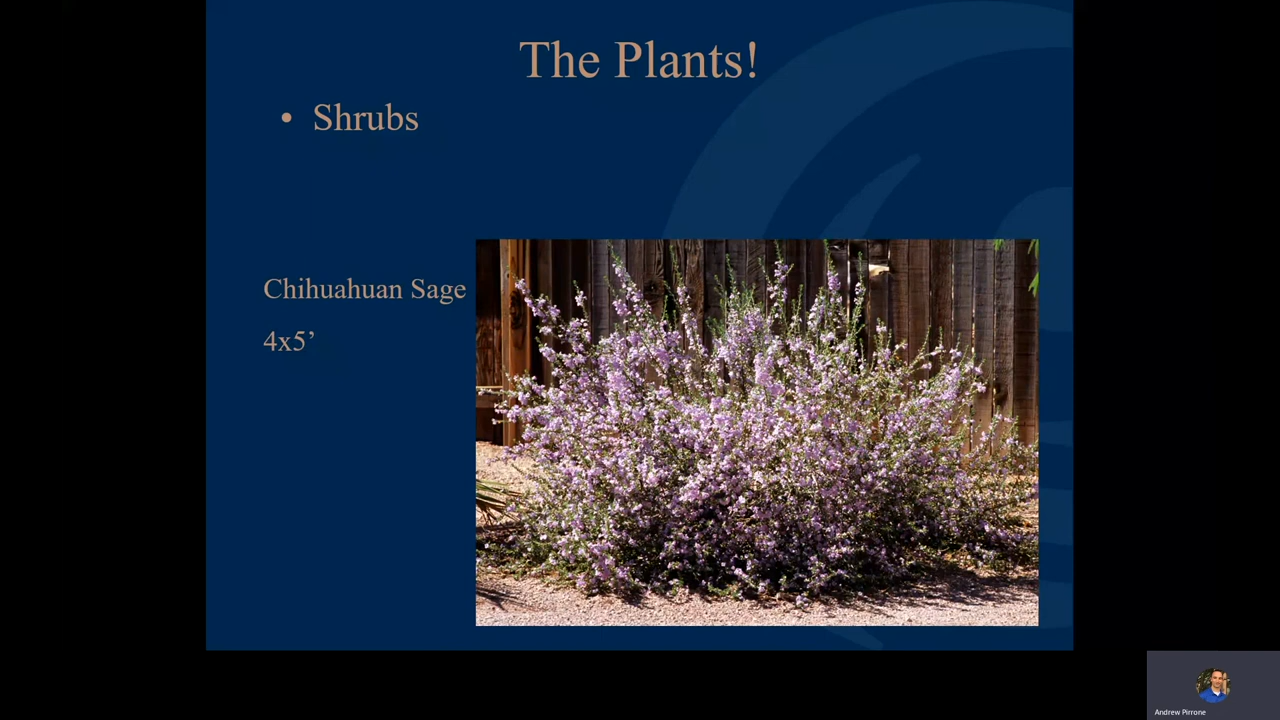 The Plants!
• Shrubs
Chihuahuan Sage
4x5’
Andrew Pirrone